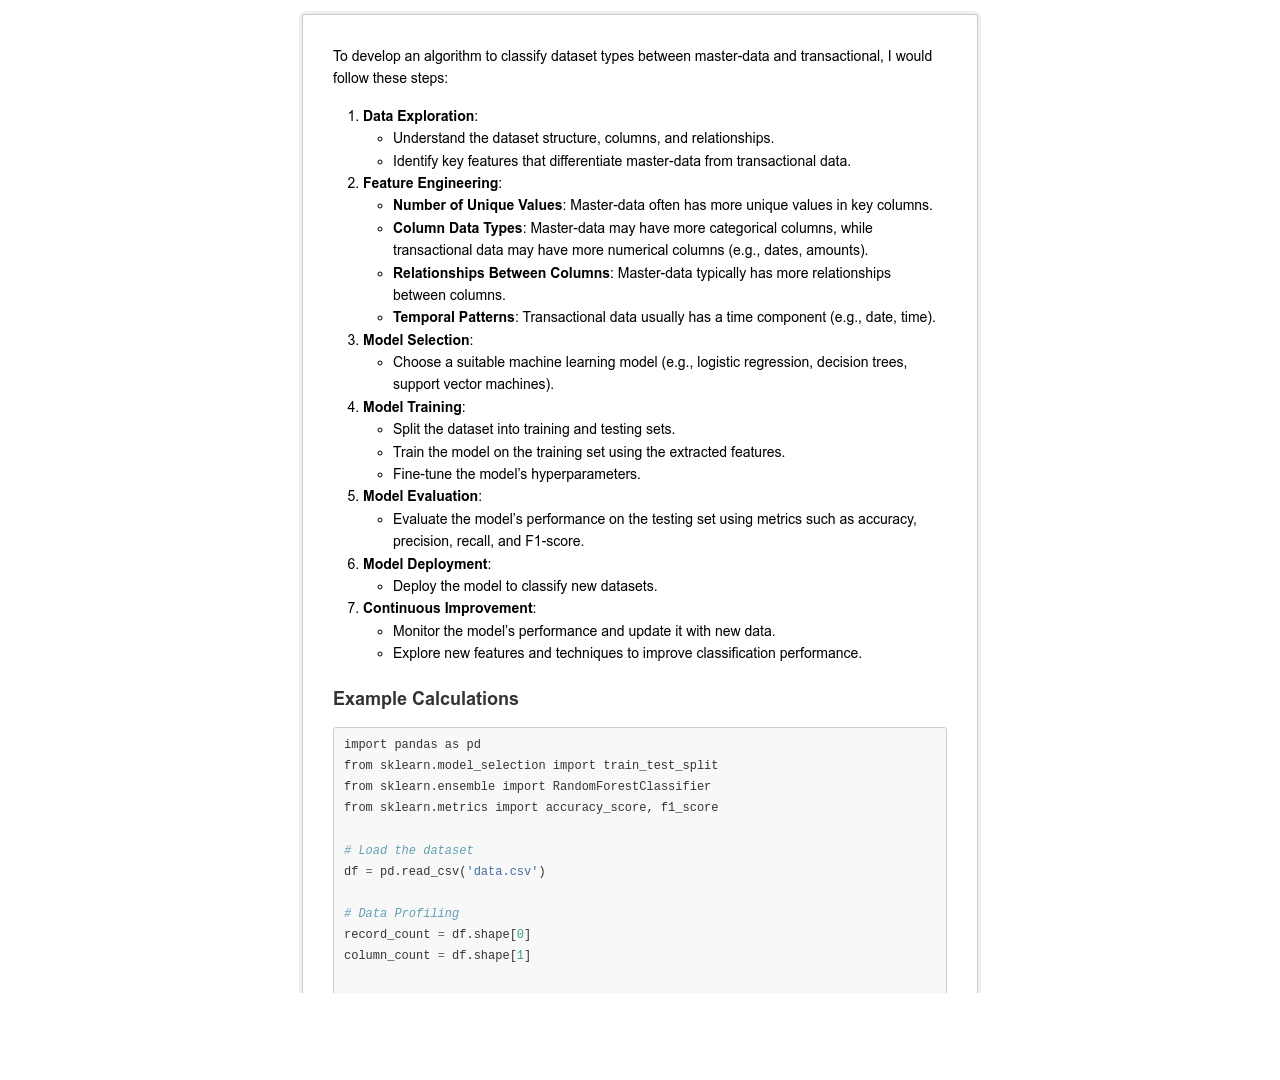 To develop an algorithm to classify dataset types between master-data and transactional, I would
follow these steps:
1. Data Exploration:
◦ Understand the dataset structure, columns, and relationships.
◦ Identify key features that differentiate master-data from transactional data.
2. Feature Engineering:
◦ Number of Unique Values: Master-data often has more unique values in key columns.
◦ Column Data Types: Master-data may have more categorical columns, while
transactional data may have more numerical columns (e.g., dates, amounts).
◦ Relationships Between Columns: Master-data typically has more relationships
between columns.
◦ Temporal Patterns: Transactional data usually has a time component (e.g., date, time).
3. Model Selection:
◦ Choose a suitable machine learning model (e.g., logistic regression, decision trees,
support vector machines).
4. Model Training:
◦ Split the dataset into training and testing sets.
◦ Train the model on the training set using the extracted features.
◦ Fine-tune the model’s hyperparameters.
5. Model Evaluation:
◦ Evaluate the model’s performance on the testing set using metrics such as accuracy,
precision, recall, and F1-score.
6. Model Deployment:
◦ Deploy the model to classify new datasets.
7. Continuous Improvement:
◦ Monitor the model’s performance and update it with new data.
◦ Explore new features and techniques to improve classification performance.
Example Calculations
import pandas as pd
from sklearn.model_selection import train_test_split
from sklearn.ensemble import RandomForestClassifier
from sklearn.metrics import accuracy_score, f1_score
# Load the dataset
df = pd.read_csv('data.csv')
# Data Profiling
record_count = df.shape[0]
column_count = df.shape[1]